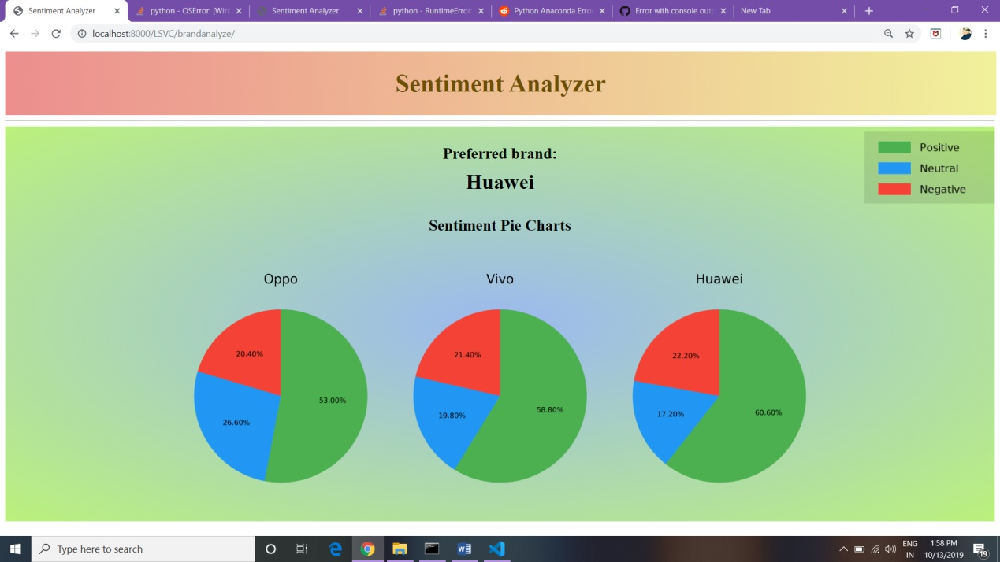 Sentiment Analyzer
python - OSError: [Win
Sentiment Analyzer
python - RuntimeError:
Python Anaconda Erro
Error with console outp
New Tab
localhost:8000/LSVC/brandanalyze/
Sentiment Analyzer
Preferred brand:
Huawei
Positive
Neutral
Negative
Sentiment Pie Charts
Oppo
Vivo
Huawei
20.40%
53.00%
26.60%
21.40%
58.80%
19.80%
22.20%
60.60%
17.20%
Type here to search
ENG
IN
1:58 PM
10/13/2019
19